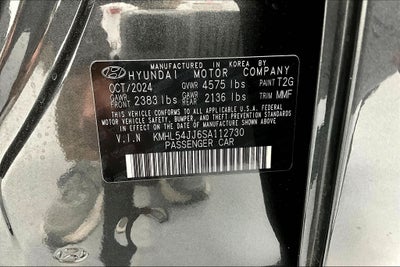 MANUFACTURED IN KOREA BY
HYUNDAI MOTOR COMPANY
OCT/2024 GVWR 4575 lbs PAINT T2G
GAWR FRONT 2383 lbs GAWR REAR 2136 lbs TRIM MMF
THIS VEHICLE CONFORMS TO ALL APPLICABLE U.S.A. FEDERAL
MOTOR VEHICLE SAFETY, BUMPER, AND THEFT PREVENTION STANDARDS
IN EFFECT ON THE DATE OF MANUFACTURE SHOWN ABOVE.
V.I.N KMHL54JJ6SA112730
PASSENGER CAR